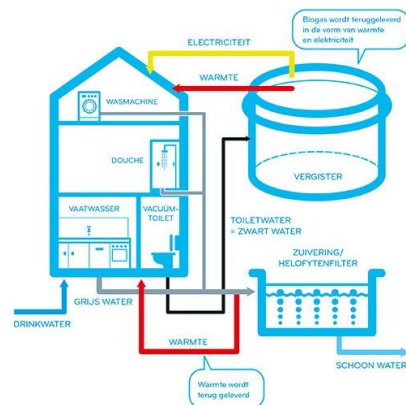 Biogas wordt teruggeleverd
in de vorm van warmte
en elektriciteit
ELECTRICITEIT
WARMTE
WASMACHINE
DOUCHE
VERGISTER
VAATWASSER
VACUÜM-
TOILET
TOILETWATER
= ZWART WATER
ZUIVERING/
HELOFYTENFILTER
GRIJS WATER
DRINKWATER
WARMTE
SCHOON WATER
Warmte wordt
terug geleverd